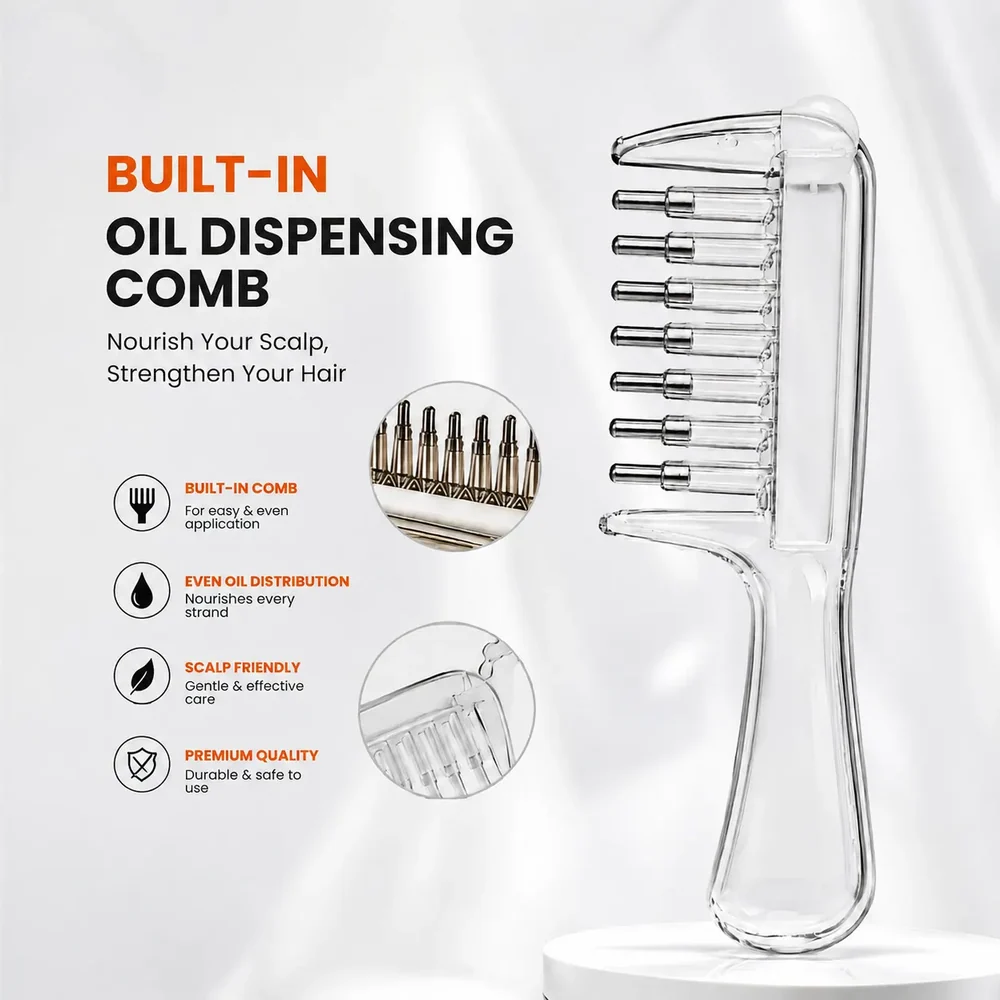 BUILT-IN
OIL DISPENSING
COMB
Nourish Your Scalp,
Strengthen Your Hair
BUILT-IN COMB
For easy & even
application
EVEN OIL DISTRIBUTION
Nourishes every
strand
SCALP FRIENDLY
Gentle & effective
care
PREMIUM QUALITY
Durable & safe to
use